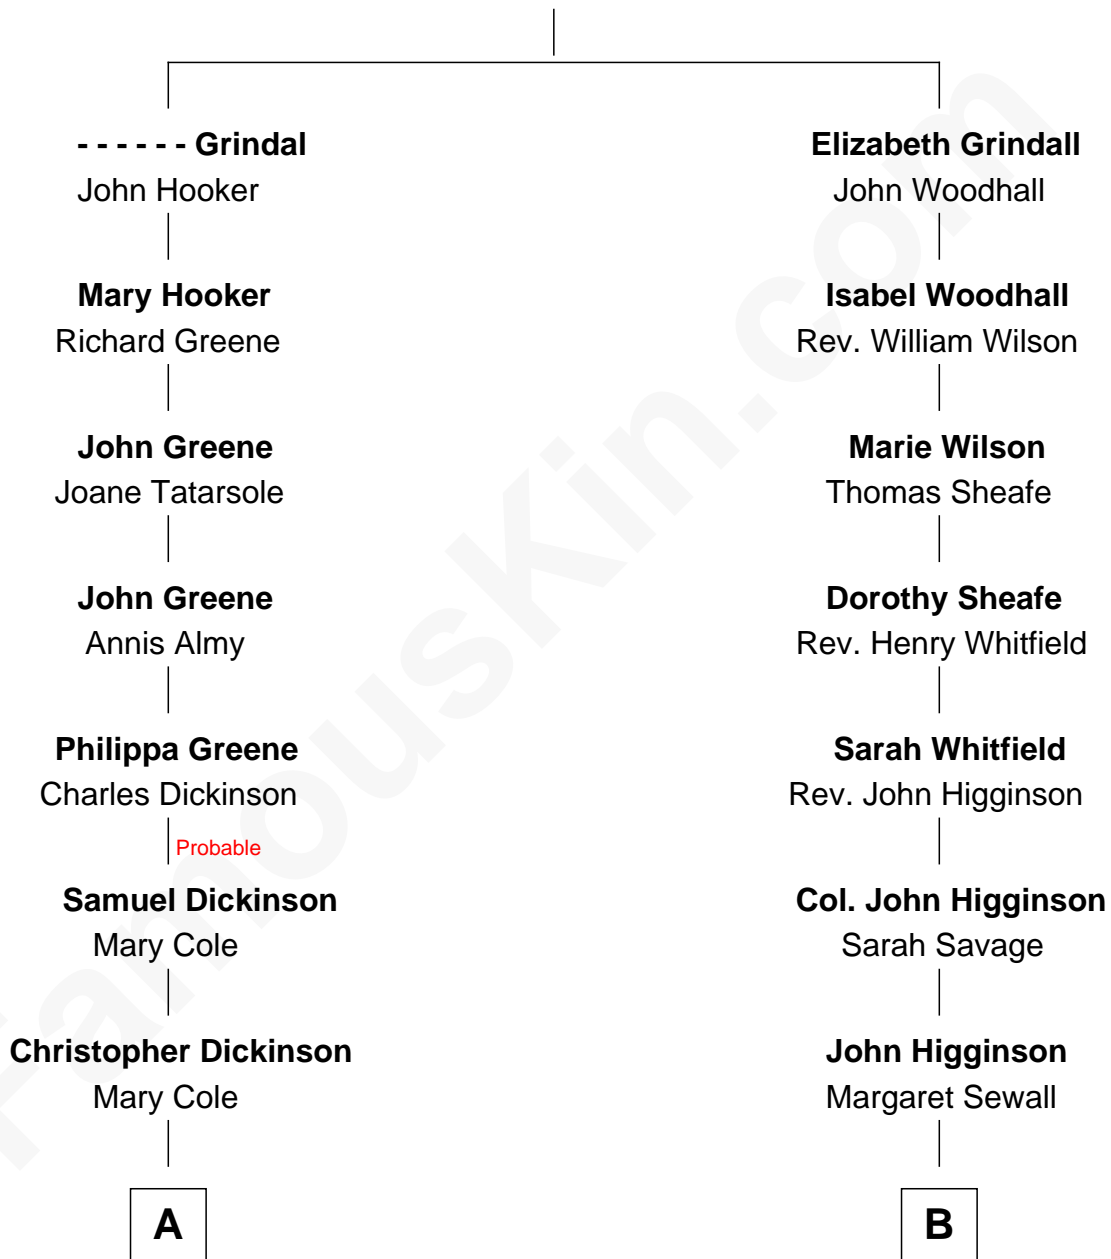 - - - - - - Grindal
John Hooker
Mary Hooker
Richard Greene
John Greene
Joane Tatarsole
John Greene
Annis Almy
Philippa Greene
Charles Dickinson
Probable
Samuel Dickinson
Mary Cole
Christopher Dickinson
Mary Cole
A
Elizabeth Grindall
John Woodhall
Isabel Woodhall
Rev. William Wilson
Marie Wilson
Thomas Sheafe
Dorothy Sheafe
Rev. Henry Whitfield
Sarah Whitfield
Rev. John Higginson
Col. John Higginson
Sarah Savage
John Higginson
Margaret Sewall
B
FamousKin.com